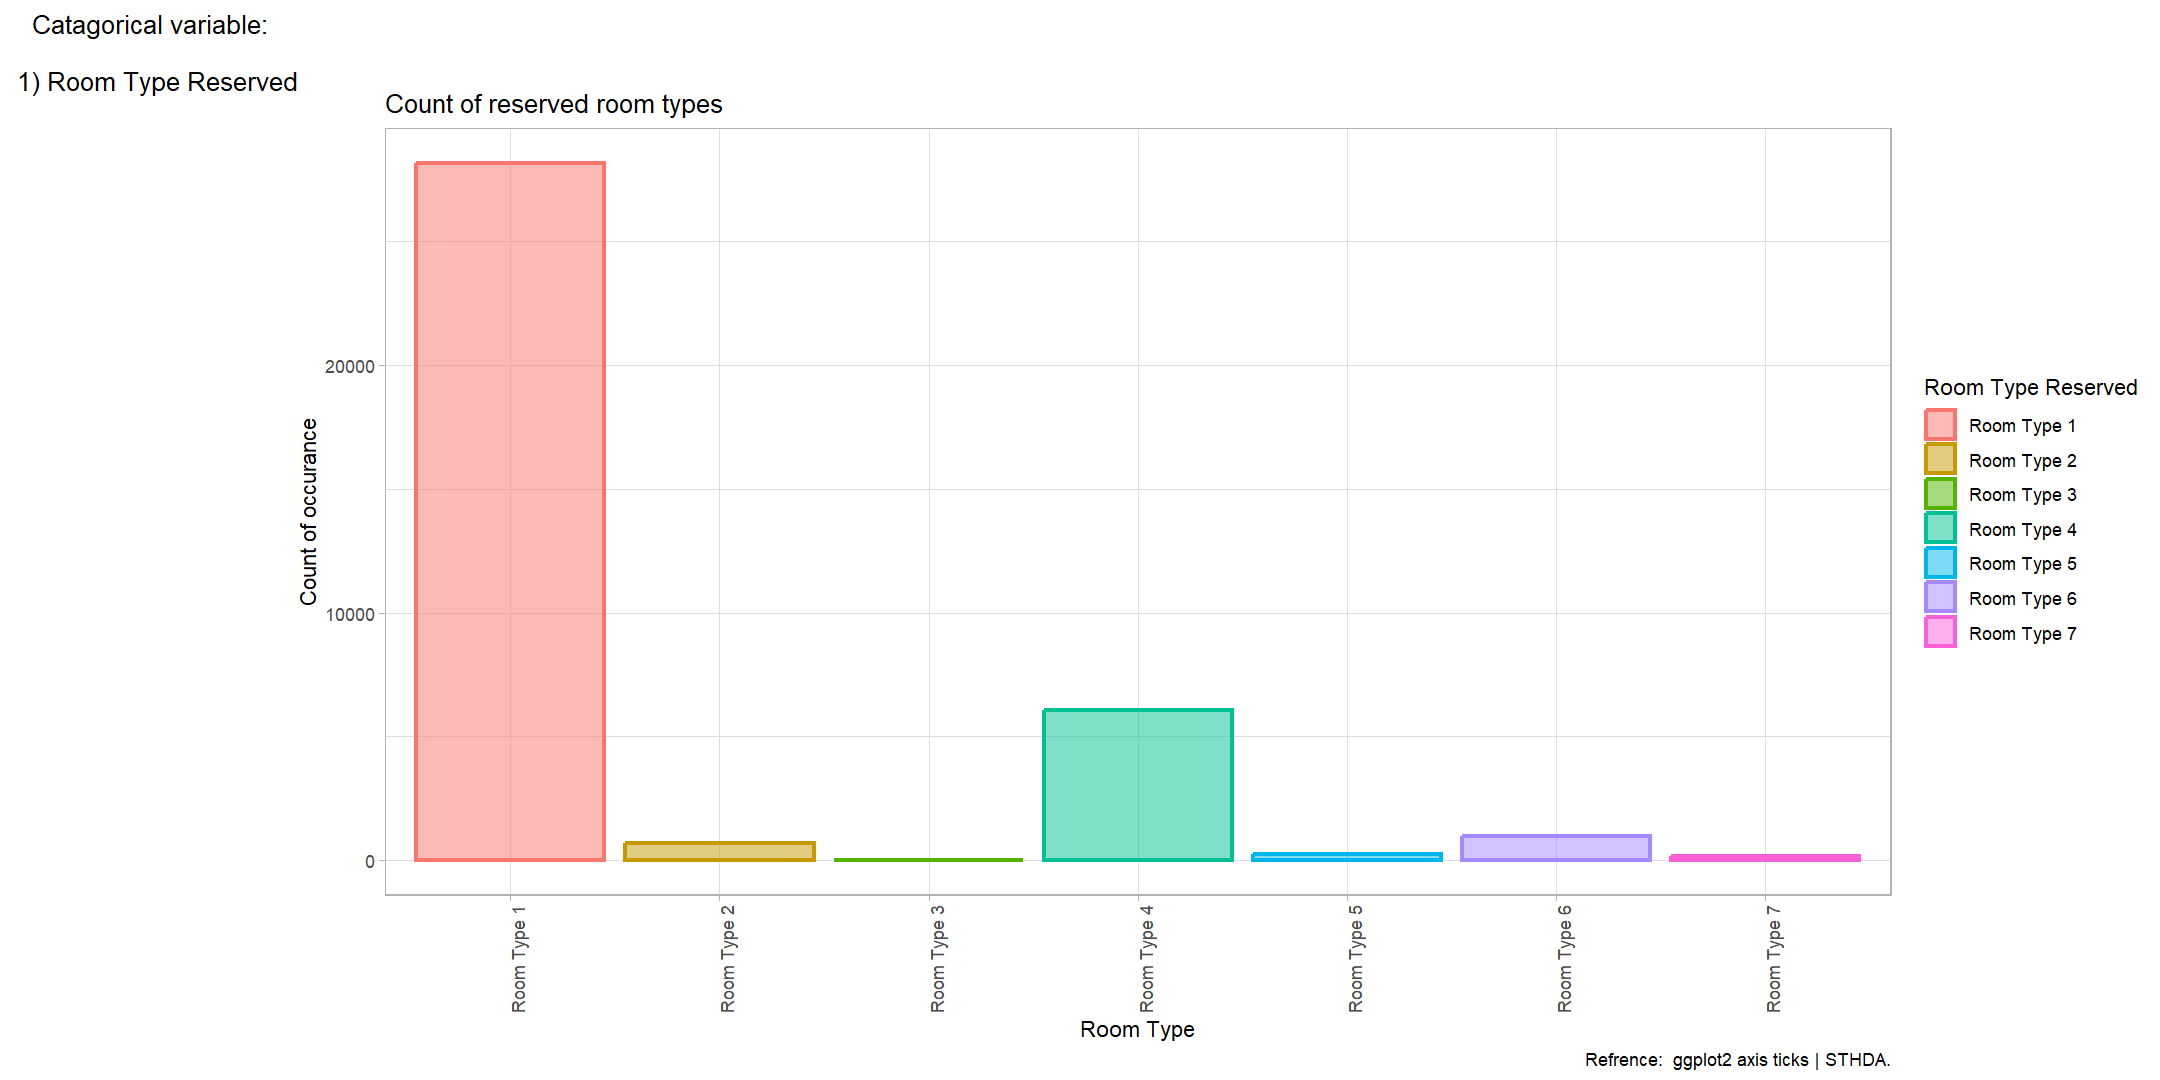 Catagorical variable:
1) Room Type Reserved
Count of reserved room types
20000
10000
0
Count of occurance
Room Type 1
Room Type 2
Room Type 3
Room Type 4
Room Type 5
Room Type 6
Room Type 7
Room Type
Room Type Reserved
Room Type 1
Room Type 2
Room Type 3
Room Type 4
Room Type 5
Room Type 6
Room Type 7
Refrence:  ggplot2 axis ticks | STHDA.